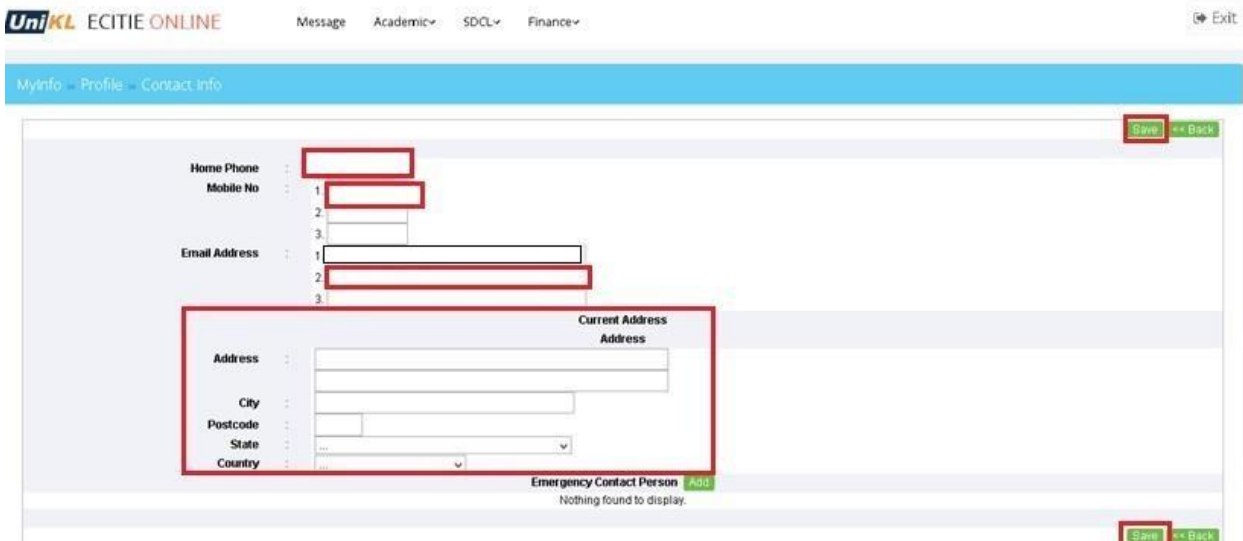 UniKL ECITIE ONLINE Message Academic SDCL Finance Exit
MyInfo » Profile » Contact Info
Save << Back
Home Phone :
Mobile No : 1.
2.
3.
Email Address : 1
2.
3.
Current Address
Address
Address :
City :
Postcode :
State : ...
Country : ...
Emergency Contact Person Add
Nothing found to display.
Save << Back